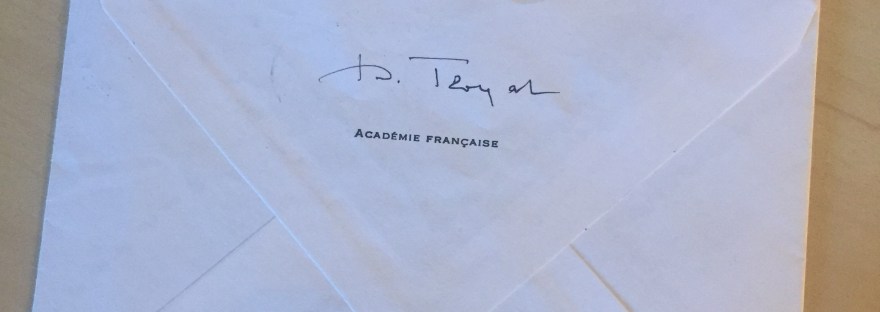 H. Troyat
ACADÉMIE FRANÇAISE